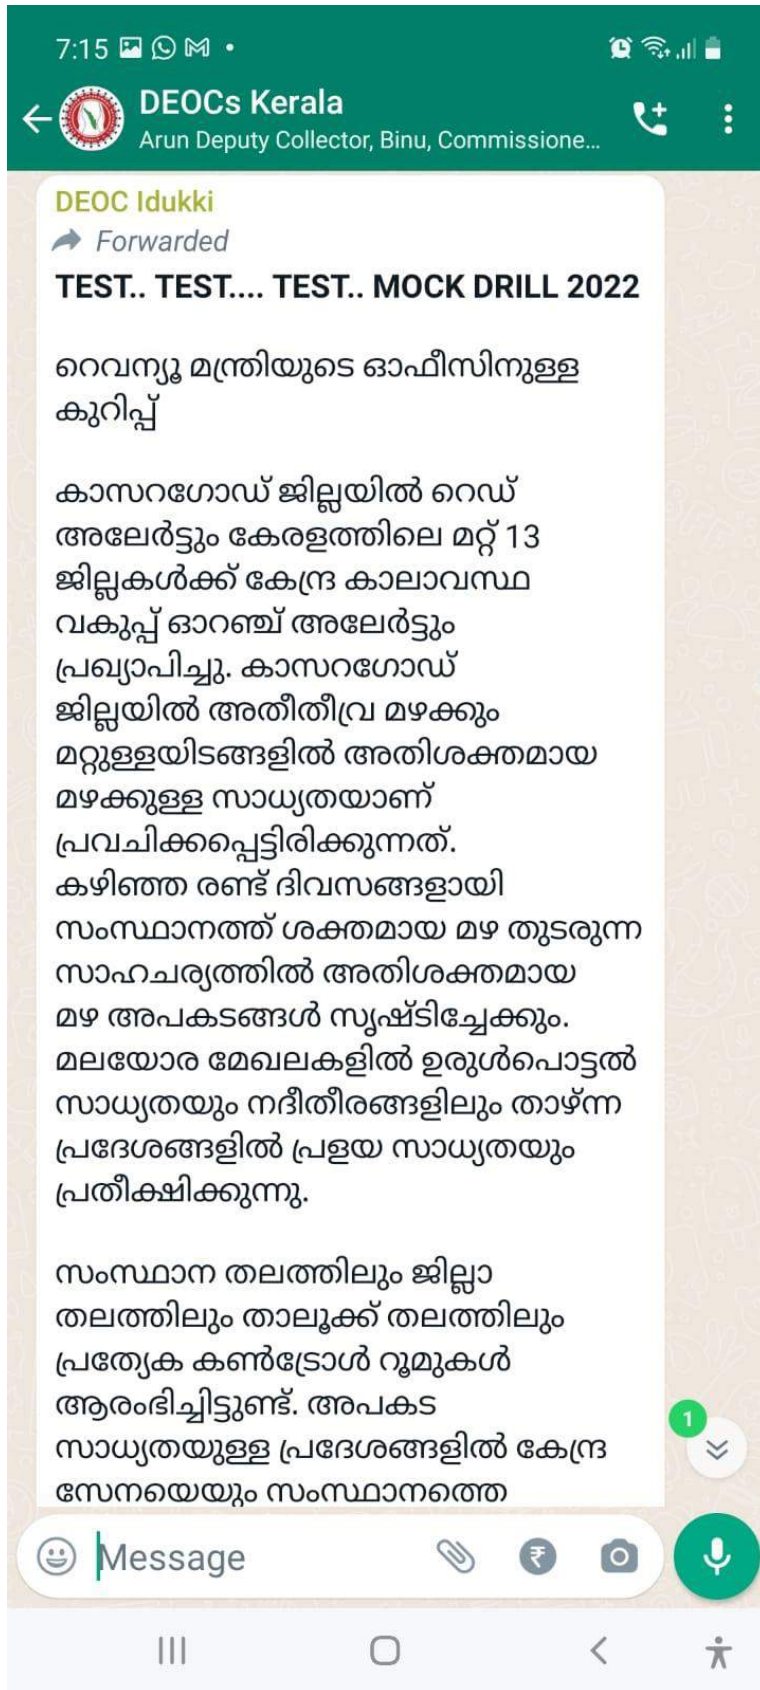 7:15
DEOCs Kerala
Arun Deputy Collector, Binu, Commissione...
DEOC Idukki
Forwarded
TEST.. TEST.... TEST.. MOCK DRILL 2022
റെവന്യൂ മന്ത്രിയുടെ ഓഫീസിനുള്ള
കുറിപ്പ്
കാസറഗോഡ് ജില്ലയിൽ റെഡ്
അലേർട്ടും കേരളത്തിലെ മറ്റ് 13
ജില്ലകൾക്ക് കേന്ദ്ര കാലാവസ്ഥ
വകുപ്പ് ഓറഞ്ച് അലേർട്ടും
പ്രഖ്യാപിച്ചു. കാസറഗോഡ്
ജില്ലയിൽ അതീതീവ്ര മഴക്കും
മറ്റുള്ളയിടങ്ങളിൽ അതിശക്തമായ
മഴക്കുള്ള സാധ്യതയാണ്
പ്രവചിക്കപ്പെട്ടിരിക്കുന്നത്.
കഴിഞ്ഞ രണ്ട് ദിവസങ്ങളായി
സംസ്ഥാനത്ത് ശക്തമായ മഴ തുടരുന്ന
സാഹചര്യത്തിൽ അതിശക്തമായ
മഴ അപകടങ്ങൾ സൃഷ്ടിച്ചേക്കും.
മലയോര മേഖലകളിൽ ഉരുൾപൊട്ടൽ
സാധ്യതയും നദീതീരങ്ങളിലും താഴ്ന്ന
പ്രദേശങ്ങളിൽ പ്രളയ സാധ്യതയും
പ്രതീക്ഷിക്കുന്നു.
സംസ്ഥാന തലത്തിലും ജില്ലാ
തലത്തിലും താലൂക്ക് തലത്തിലും
പ്രത്യേക കൺട്രോൾ റൂമുകൾ
ആരംഭിച്ചിട്ടുണ്ട്. അപകട
സാധ്യതയുള്ള പ്രദേശങ്ങളിൽ കേന്ദ്ര
സേനയെയും സംസ്ഥാനത്തെ
1
Message